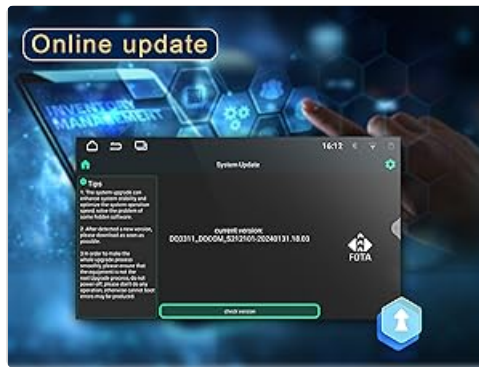 Online update
INVENTORY
MANAGEMENT
16:12
System Update
Tips
1. The system upgrade can
enhance system stability and
optimize the system operation
speed, solve the problem of
some hidden software.
2. After detected a new version,
please download as soon as
possible.
3.In order to make the
whole upgrade process
smoothly, please ensure that
the equipment is not the
next Upgrade process, do not
power off, please don't do any
operation, otherwise cannot boot
errors may be produced.
current version:
FOTA
check version